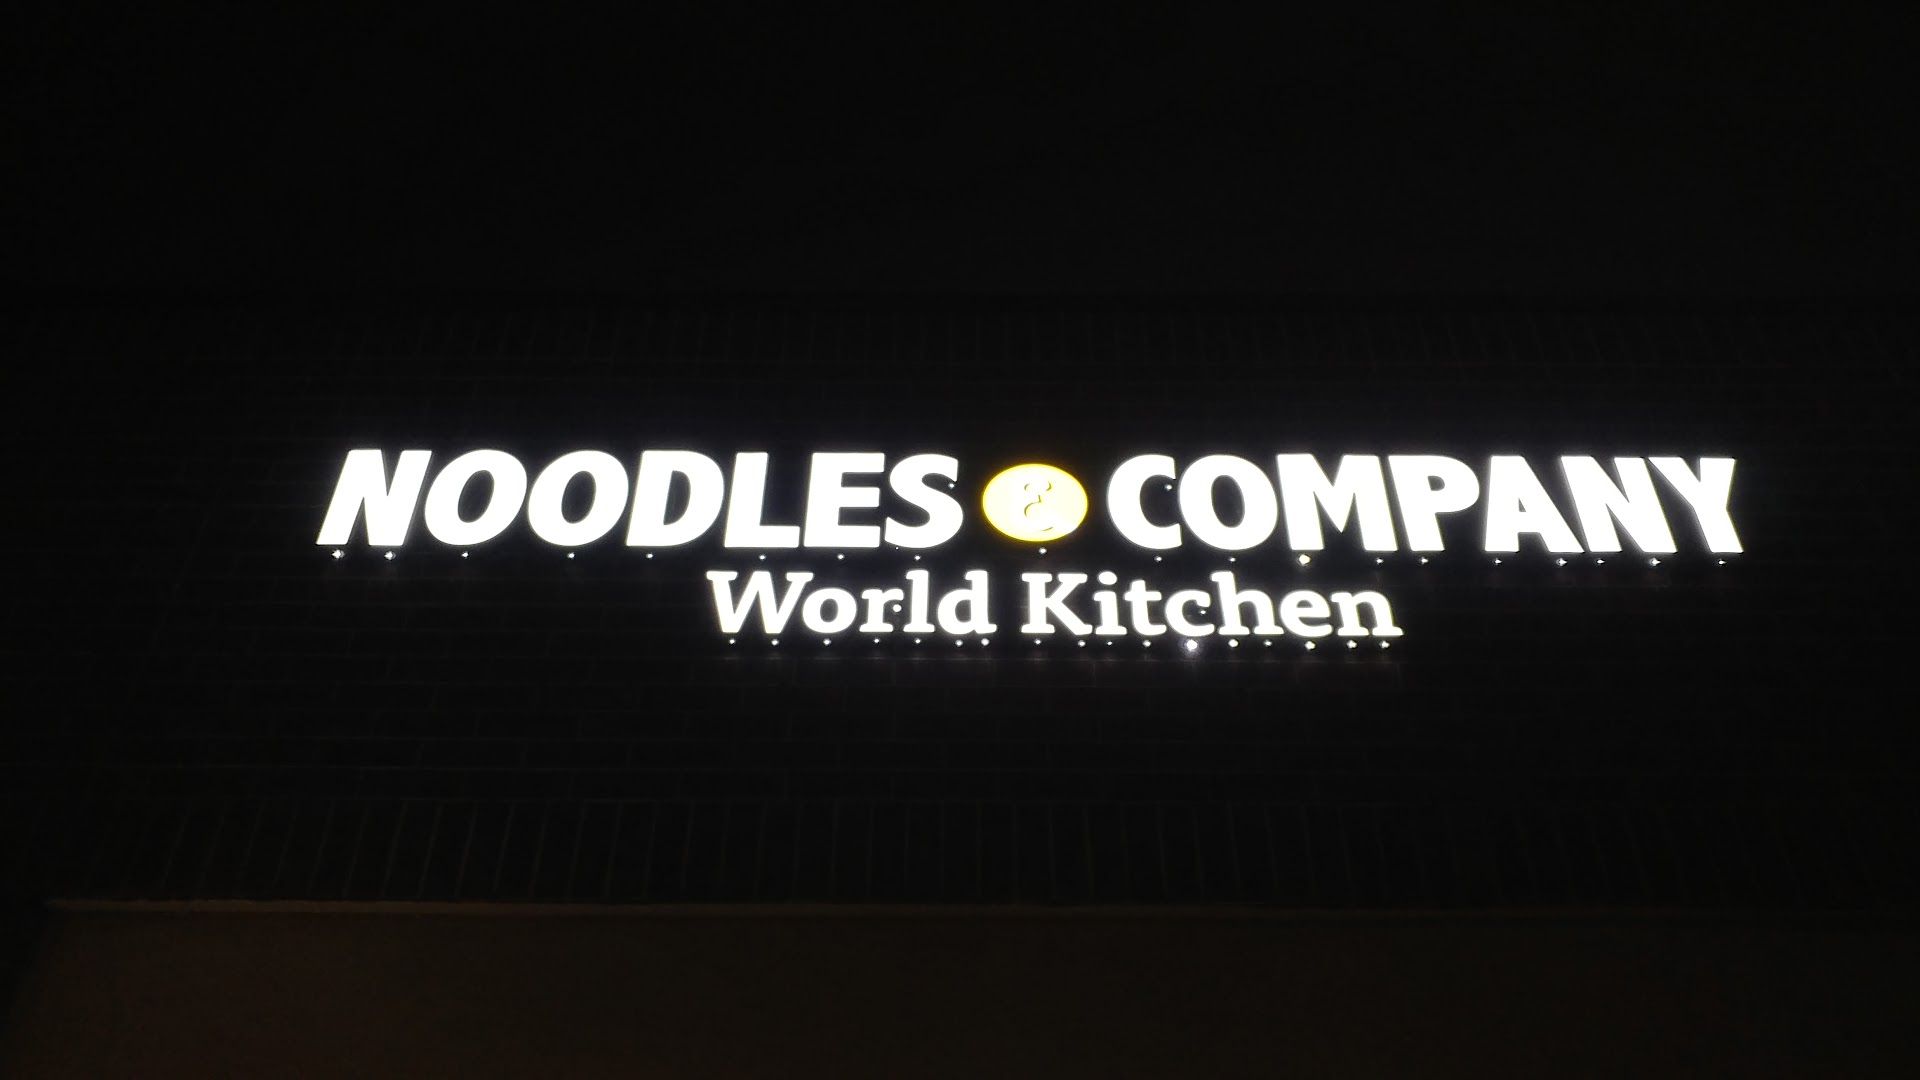 NOODLES & COMPANY
World Kitchen